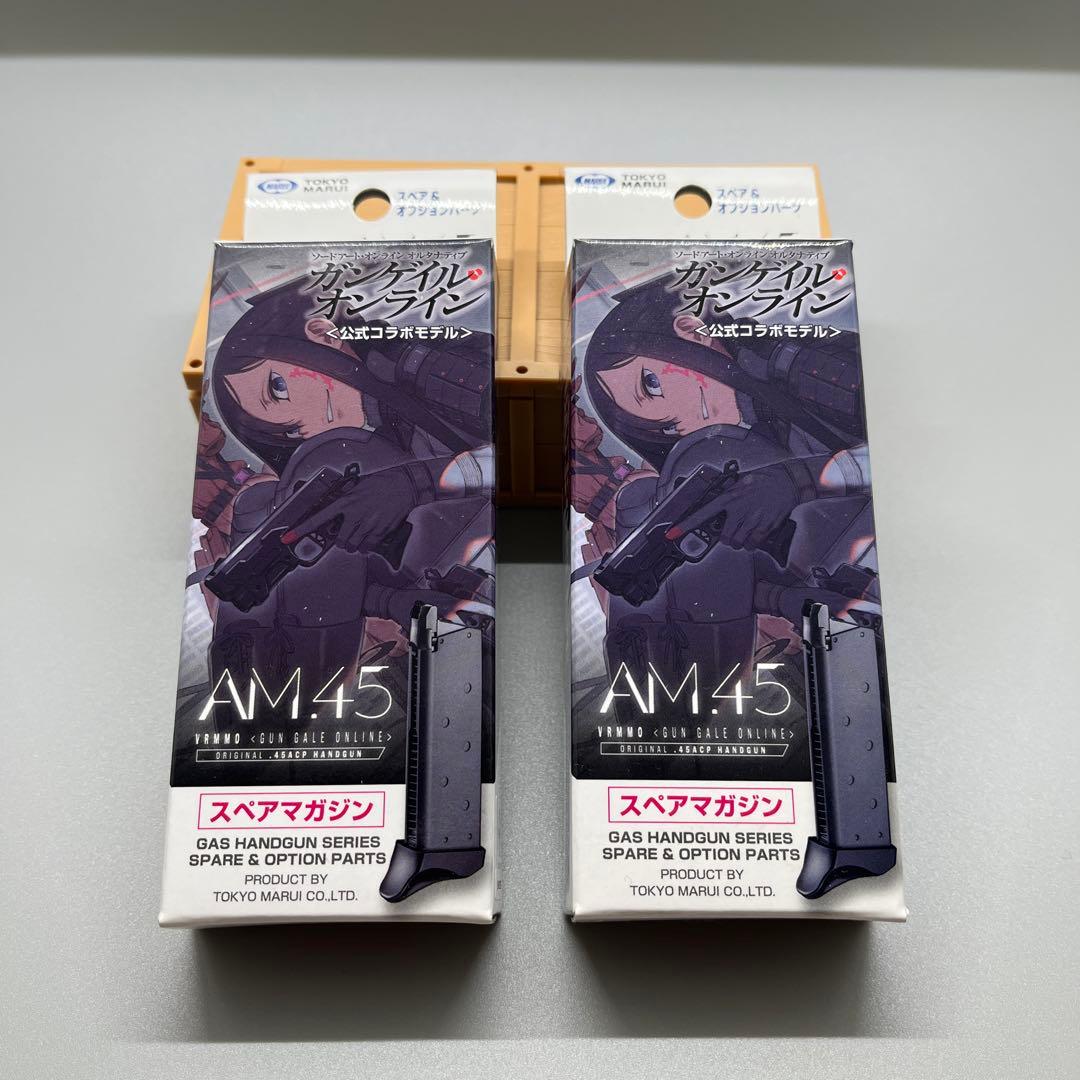 MARUI
TOKYO
MARUI
スペア&
オプションパーツ
ソードアート・オンライン オルタナティブ
ガンゲイル・
オンライン
<公式コラボモデル>
AM.45
VRMMO <GUN GALE ONLINE>
ORIGINAL .45ACP HANDGUN
スペアマガジン
GAS HANDGUN SERIES
SPARE & OPTION PARTS
PRODUCT BY
TOKYO MARUI CO.,LTD.
MARUI
TOKYO
MARUI
スペア&
オプションパーツ
ソードアート・オンライン オルタナティブ
ガンゲイル・
オンライン
<公式コラボモデル>
AM.45
VRMMO <GUN GALE ONLINE>
ORIGINAL .45ACP HANDGUN
スペアマガジン
GAS HANDGUN SERIES
SPARE & OPTION PARTS
PRODUCT BY
TOKYO MARUI CO.,LTD.